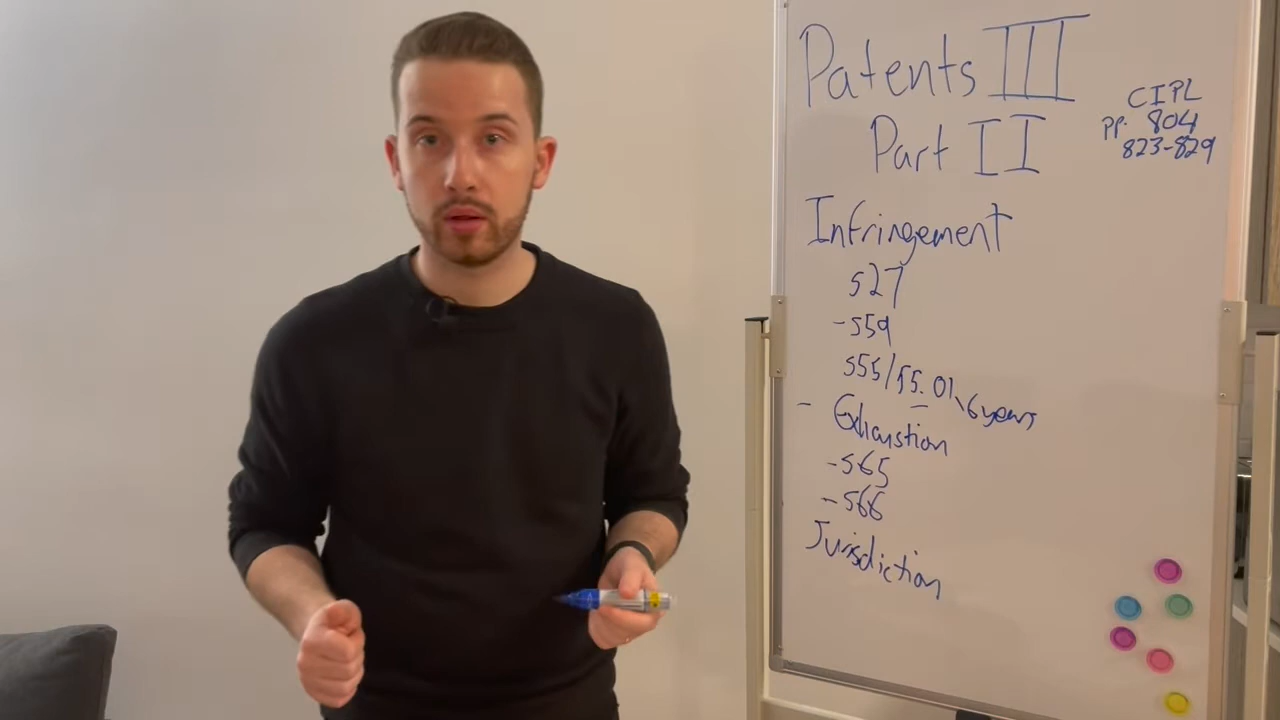 Patents III
Part II
CIPL
pp. 804
823-829
Infringement
s27
-s59
s55/55.01, 6 years
- Exhaustion
-s65
-s66
Jurisdiction